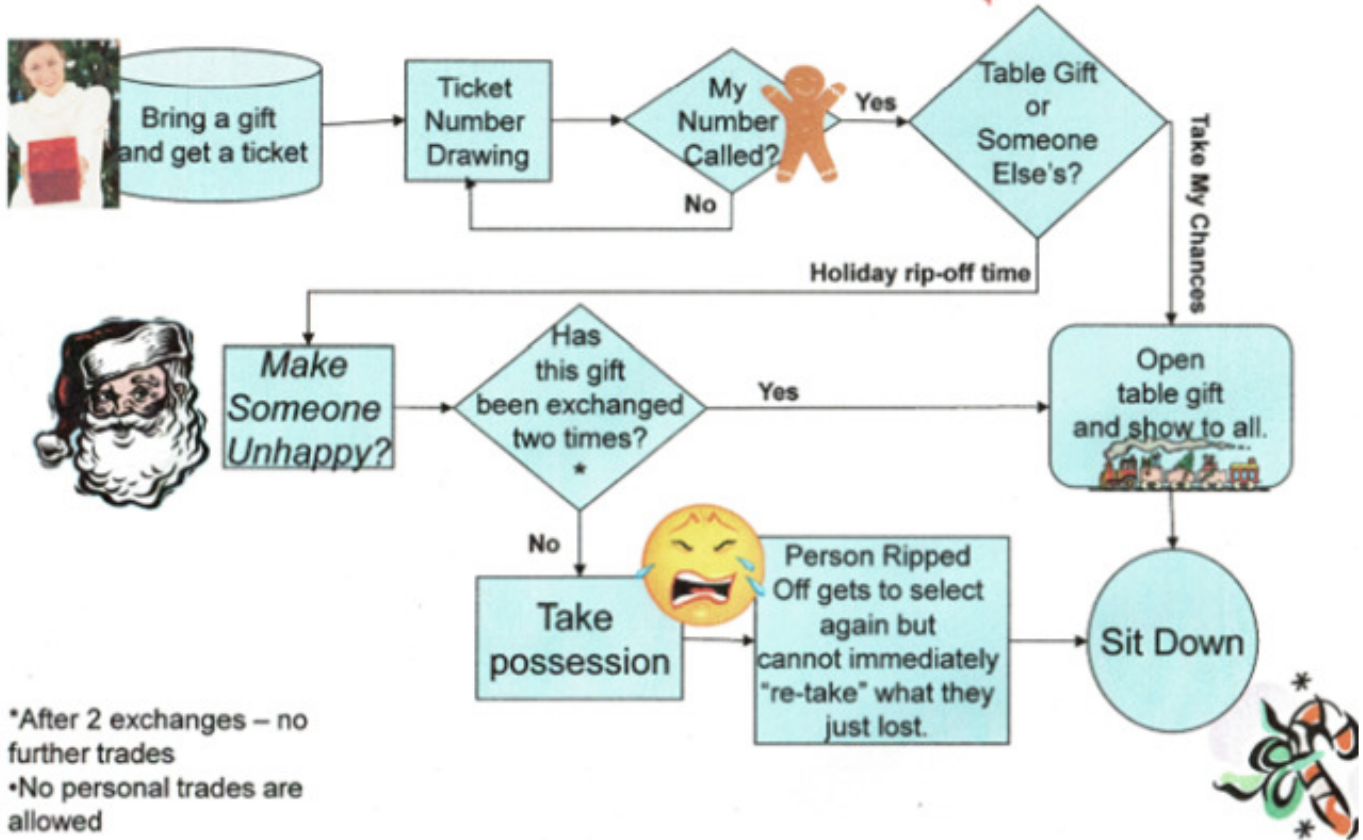 Bring a gift
and get a ticket
Ticket
Number
Drawing
My
Number
Called?
Yes
No
Table Gift
or
Someone
Else's?
Take My Chances
Holiday rip-off time
Make
Someone
Unhappy?
Has
this gift
been exchanged
two times?
*
Yes
Open
table gift
and show to all.
No
Take
possession
Person Ripped
Off gets to select
again but
cannot immediately
“re-take” what they
just lost.
Sit Down
*After 2 exchanges – no
further trades
•No personal trades are
allowed